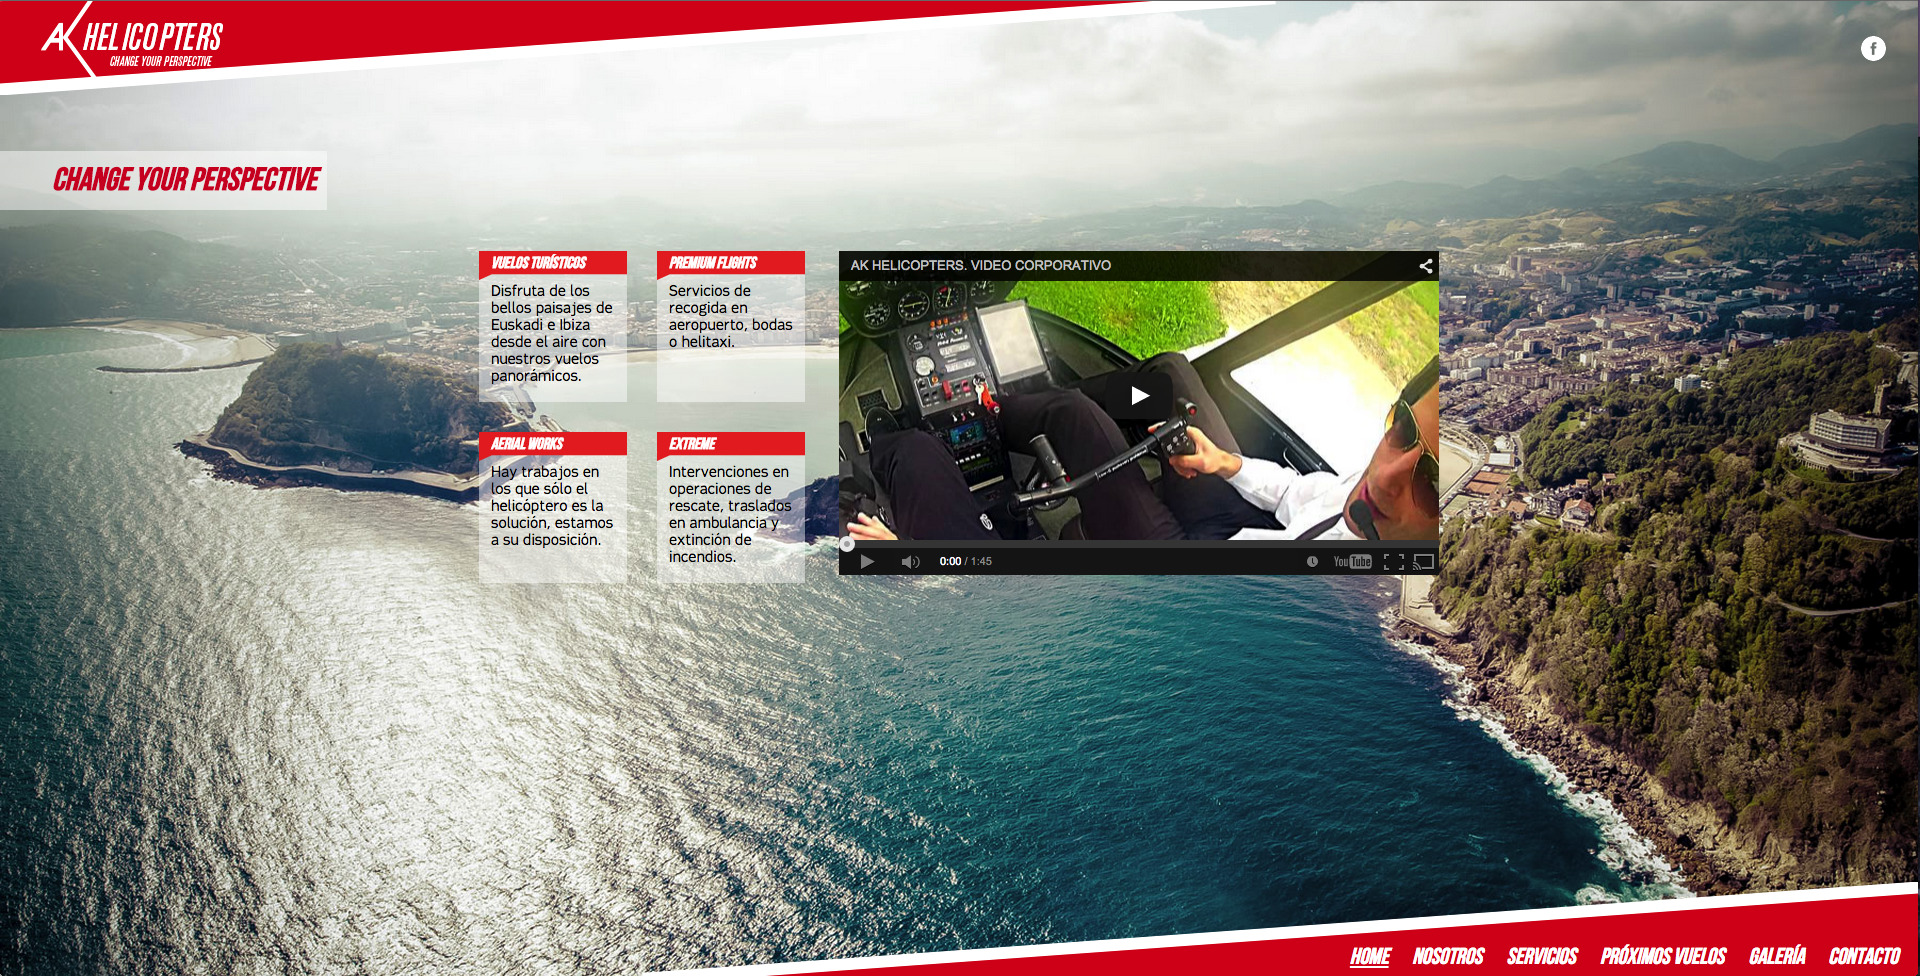 AK HELICOPTERS
CHANGE YOUR PERSPECTIVE
f
CHANGE YOUR PERSPECTIVE
VUELOS TURÍSTICOS
Disfruta de los
bellos paisajes de
Euskadi e Ibiza
desde el aire con
nuestros vuelos
panorámicos.
PREMIUM FLIGHTS
Servicios de
recogida en
aeropuerto, bodas
o helitaxi.
AERIAL WORKS
Hay trabajos en
los que sólo el
helicóptero es la
solución, estamos
a su disposición.
EXTREME
Intervenciones en
operaciones de
rescate, traslados
en ambulancia y
extinción de
incendios.
AK HELICOPTERS. VIDEO CORPORATIVO
0:00 / 1:45
YouTube
HOME NOSOTROS SERVICIOS PRÓXIMOS VUELOS GALERÍA CONTACTO